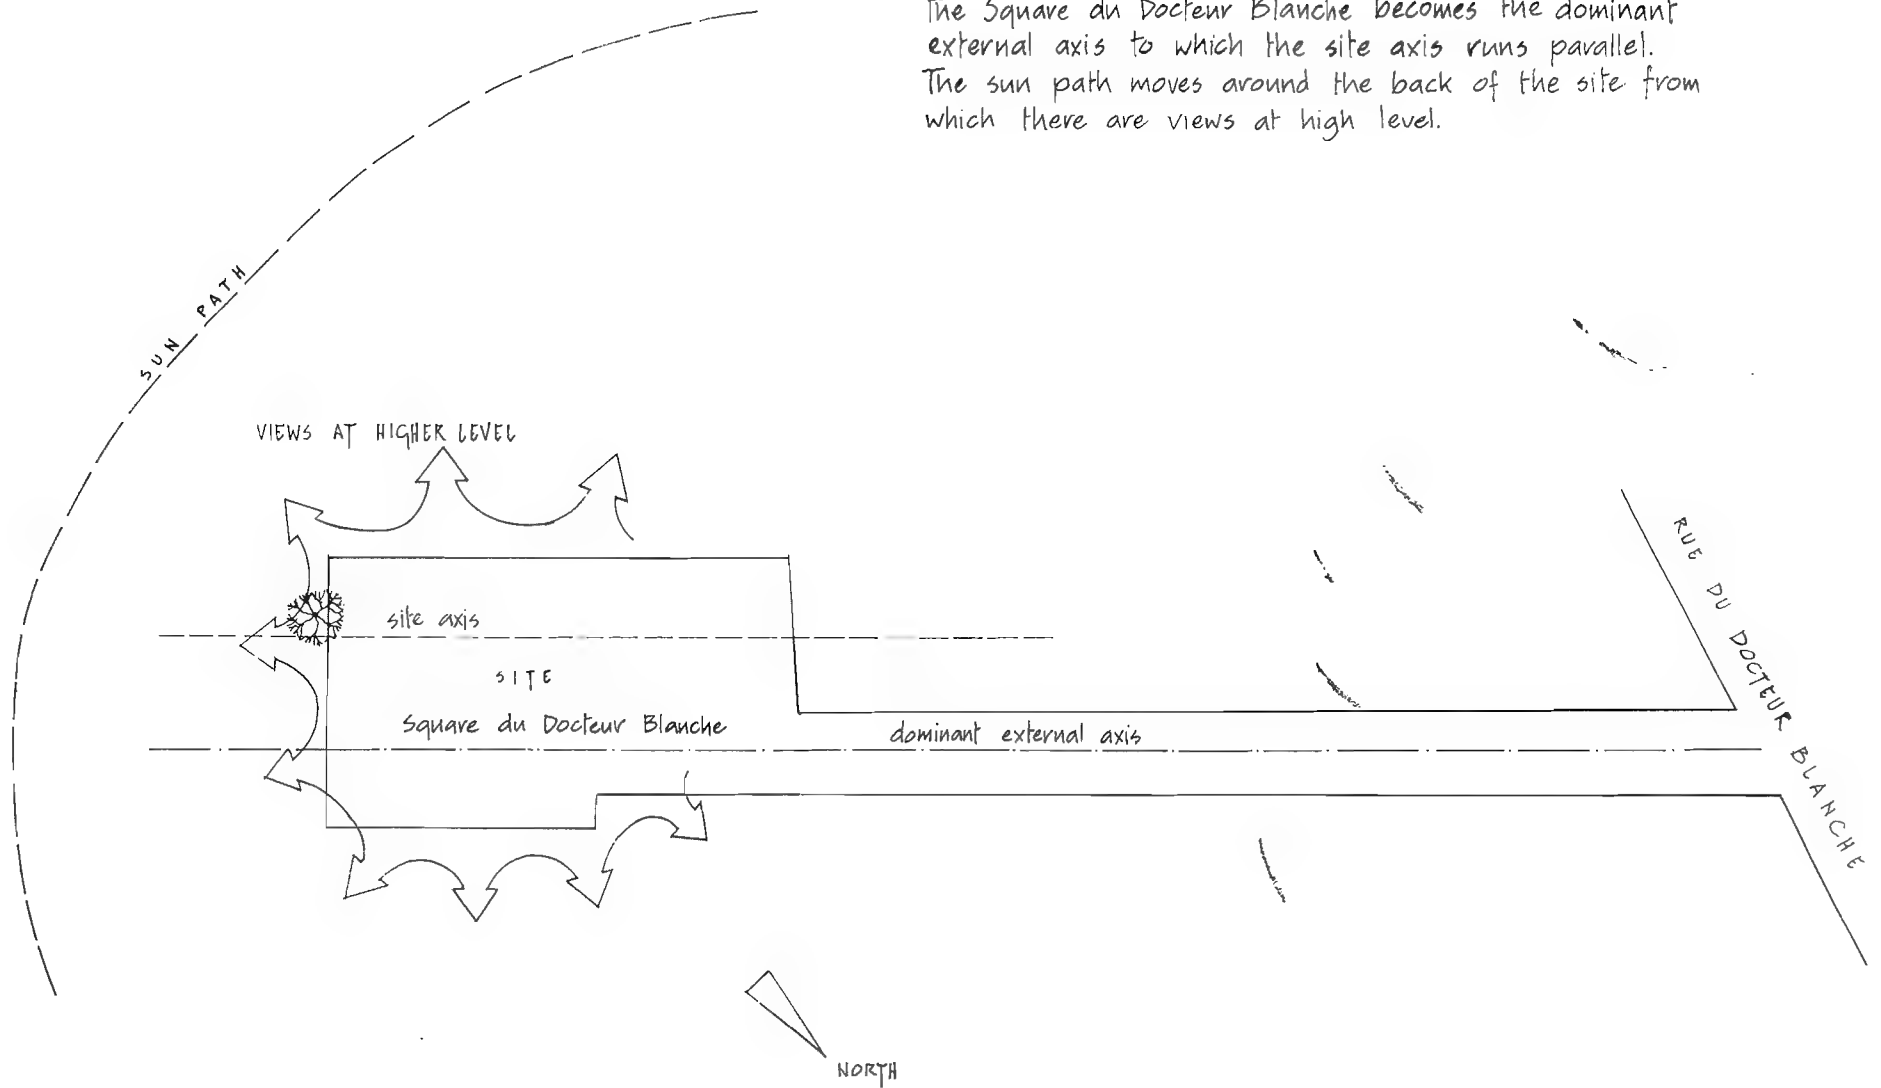 The Square du Docteur Blanche becomes the dominant
external axis to which the site axis runs parallel.
The sun path moves around the back of the site from
which there are views at high level.
SUN PATH
VIEWS AT HIGHER LEVEL
site axis
SITE
Square du Docteur Blanche
dominant external axis
RUE DU DOCTEUR BLANCHE
NORTH